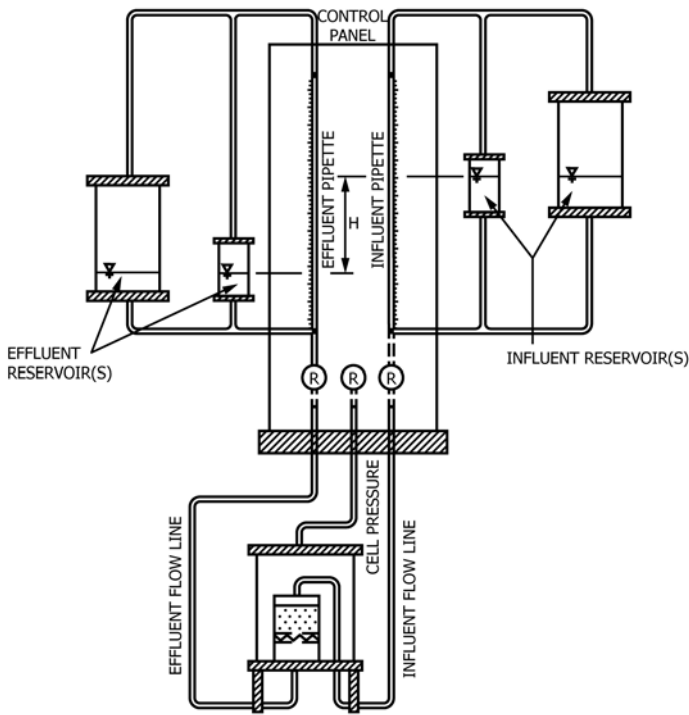 CONTROL
PANEL
EFFLUENT PIPETTE
INFLUENT PIPETTE
H
EFFLUENT
RESERVOIR(S)
INFLUENT RESERVOIR(S)
R
R
R
EFFLUENT FLOW LINE
CELL PRESSURE
INFLUENT FLOW LINE